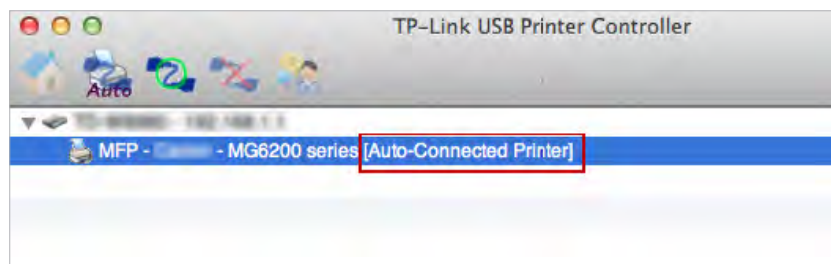 TP-Link USB Printer Controller
Auto
MFP - - MG6200 series [Auto-Connected Printer]